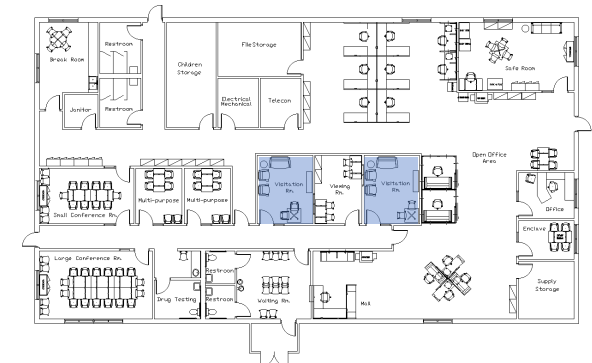 Restroom
Break Room
Children
Storage
File Storage
Safe Room
Janitor
Restroom
Electrical
Mechanical
Telecom
Open Office
Area
Visitation
Rm.
Viewing
Rm.
Visitation
Rm.
Multi-purpose
Multi-purpose
Small Conference Rm.
Office
Enclave
Large Conference Rm.
Restroom
Drug Testing
Restroom
Waiting Rm.
Mail
Supply
Storage